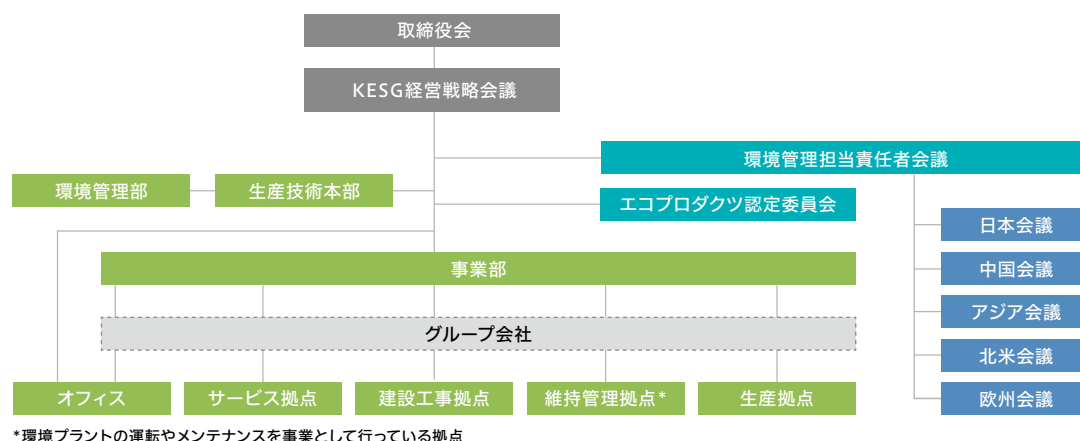 取締役会
KESG経営戦略会議
環境管理担当責任者会議
環境管理部
生産技術本部
エコプロダクツ認定委員会
日本会議
中国会議
アジア会議
北米会議
欧州会議
事業部
グループ会社
オフィス
サービス拠点
建設工事拠点
維持管理拠点*
生産拠点
*環境プラントの運転やメンテナンスを事業として行っている拠点